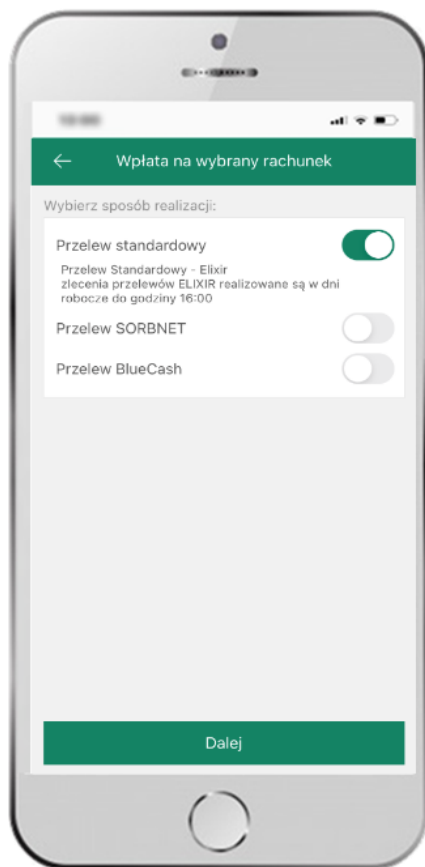 Wpłata na wybrany rachunek
Wybierz sposób realizacji:
Przelew standardowy
Przelew Standardowy - Elixir
zlecenia przelewów ELIXIR realizowane są w dni
robocze do godziny 16:00
Przelew SORBNET
Przelew BlueCash
Dalej